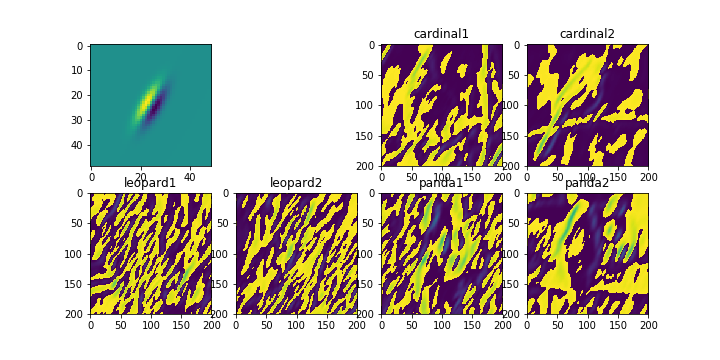 cardinal1 cardinal2
0 0 0
10
20 50 50
30 100 100
40 150 150
200 200
0 20 40 0 50 100 150 200 0 50 100 150 200
leopard1 leopard2 panda1 panda2
0 0 0 0
50 50 50 50
100 100 100 100
150 150 150 150
200 200 200 200
0 50 100 150 200 0 50 100 150 200 0 50 100 150 200 0 50 100 150 200